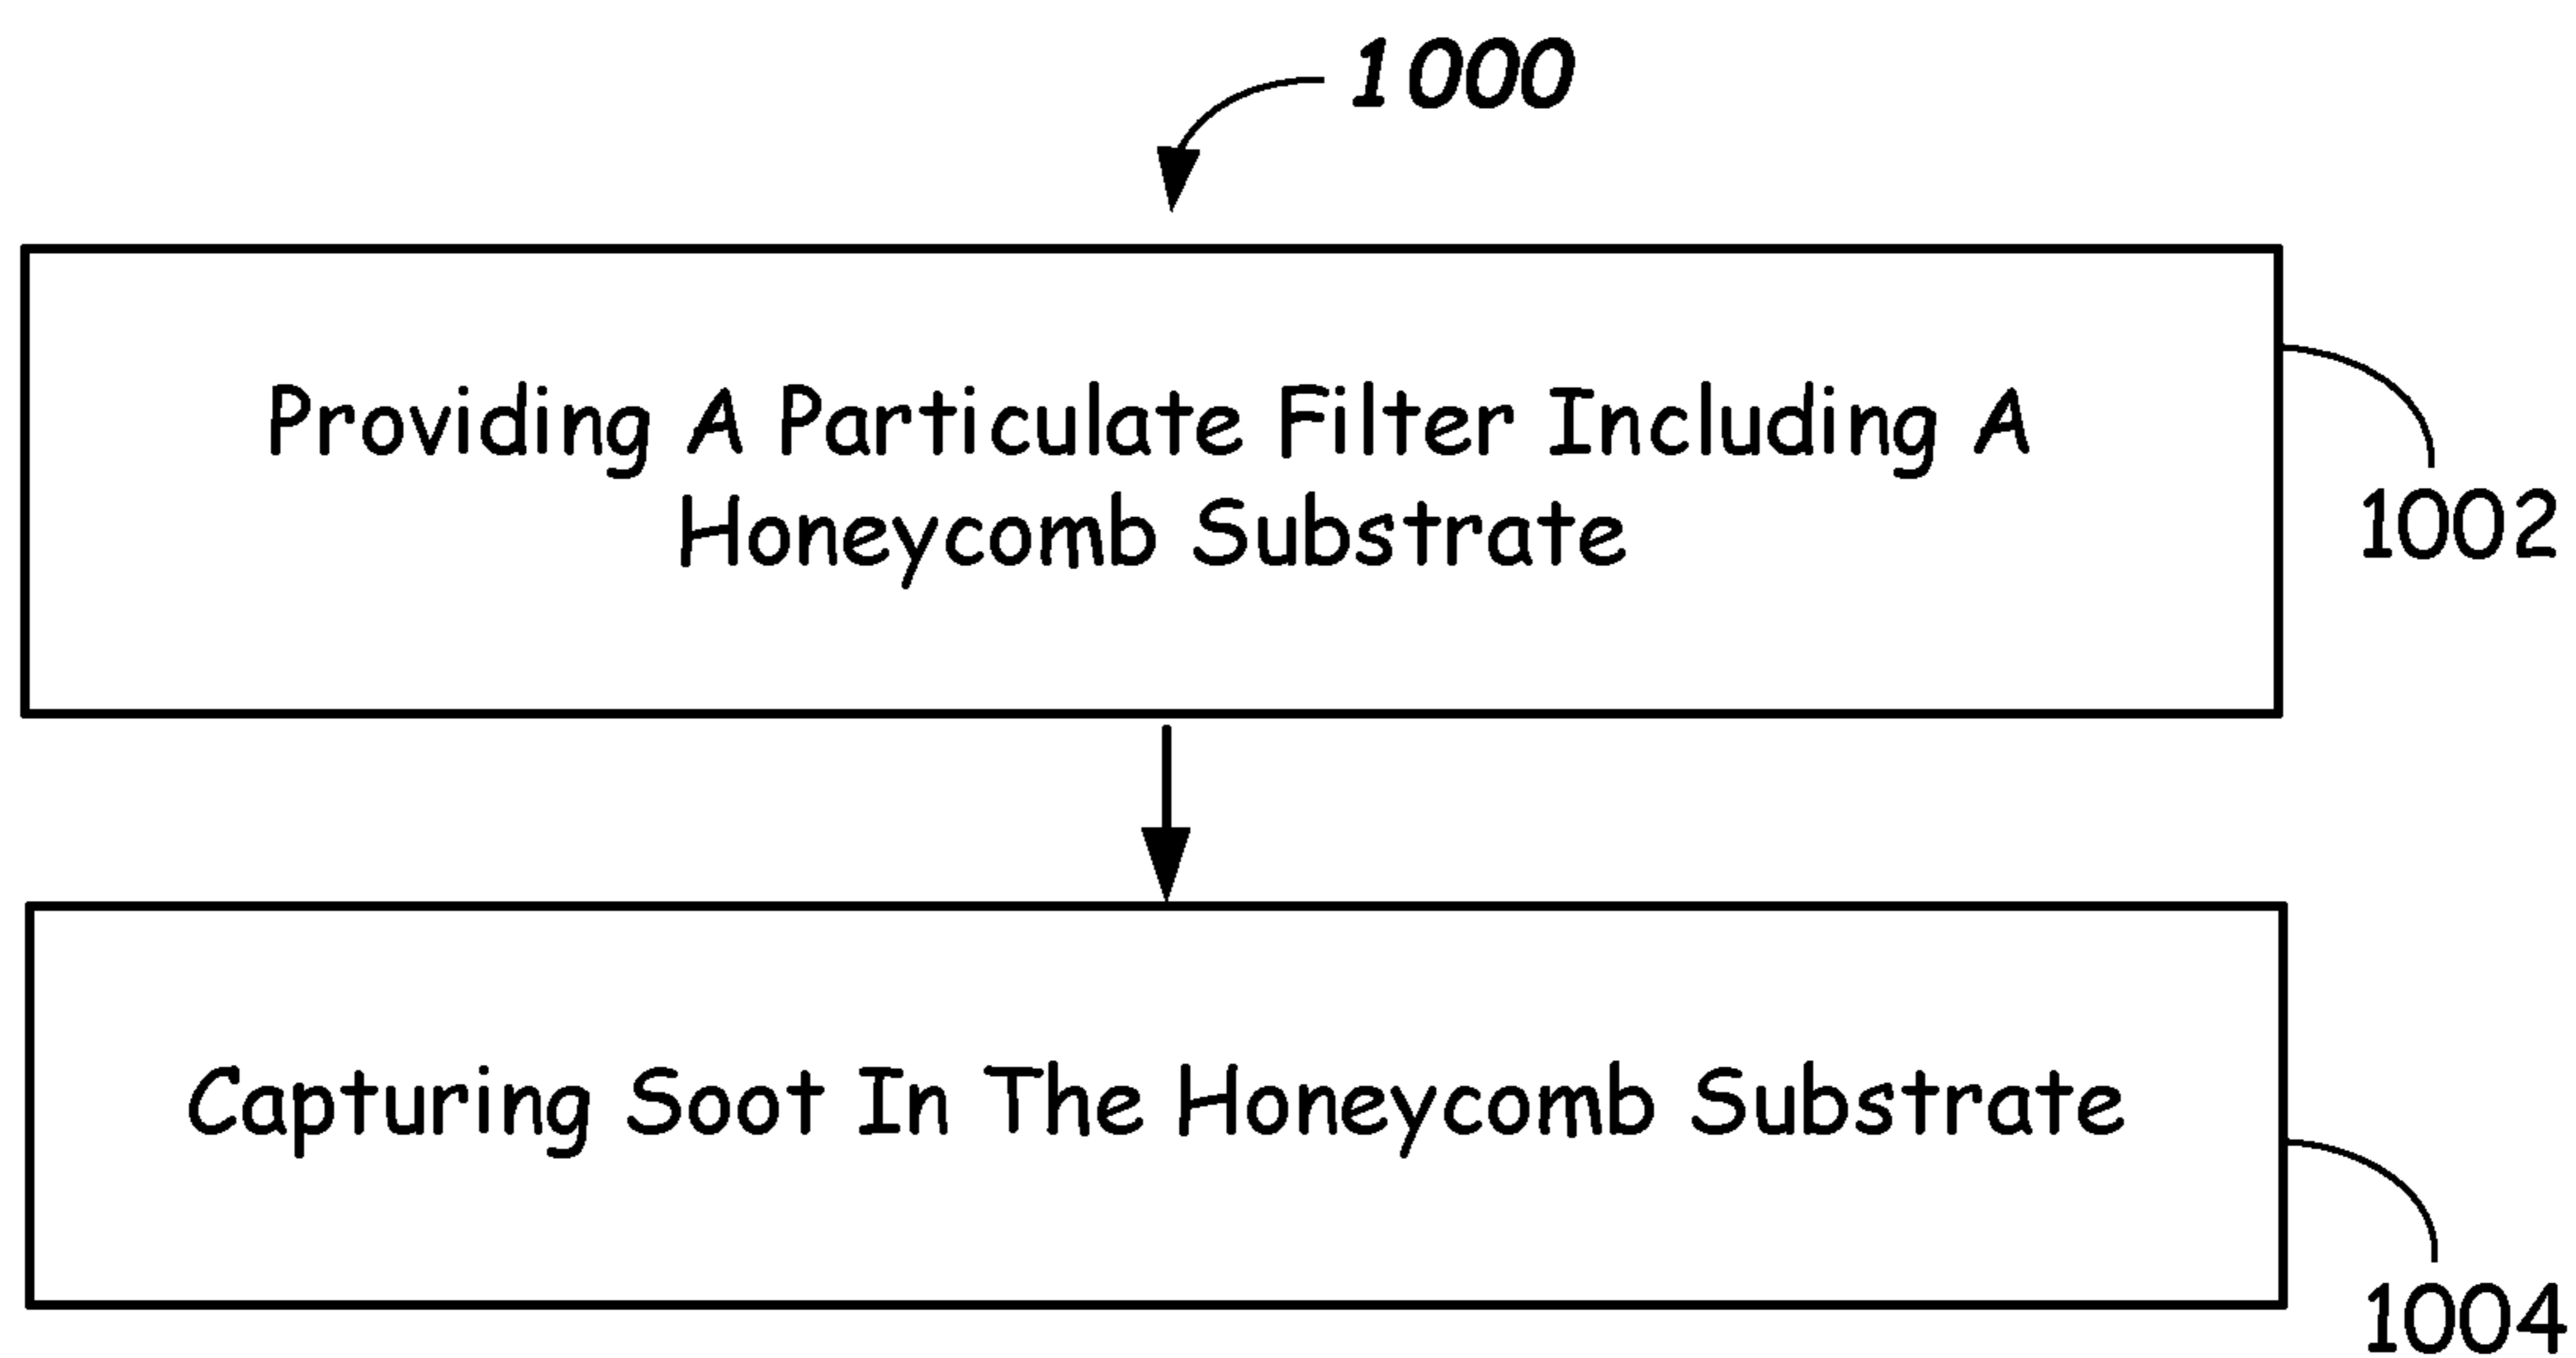 1000
Providing A Particulate Filter Including A
Honeycomb Substrate
1002
Capturing Soot In The Honeycomb Substrate
1004